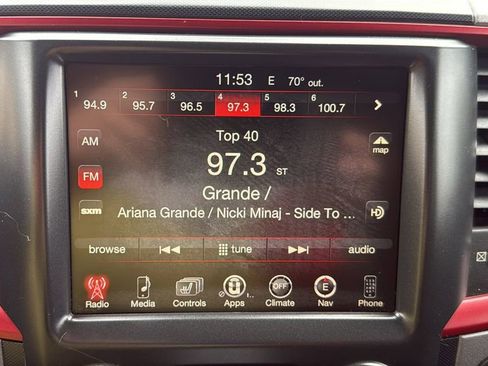 11:53 E 70° out.
1 94.9 2 95.7 3 96.5 4 97.3 5 98.3 6 100.7
AM
Top 40
map
97.3 ST
FM
Grande /
sxm
Ariana Grande / Nicki Minaj - Side To ...
HD
browse tune audio
OFF E
Radio Media Controls Apps Climate Nav Phone